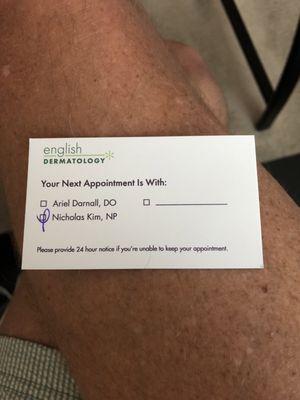 english
DERMATOLOGY
Your Next Appointment Is With:
Ariel Darnall, DO
Nicholas Kim, NP
Please provide 24 hour notice if you're unable to keep your appointment.